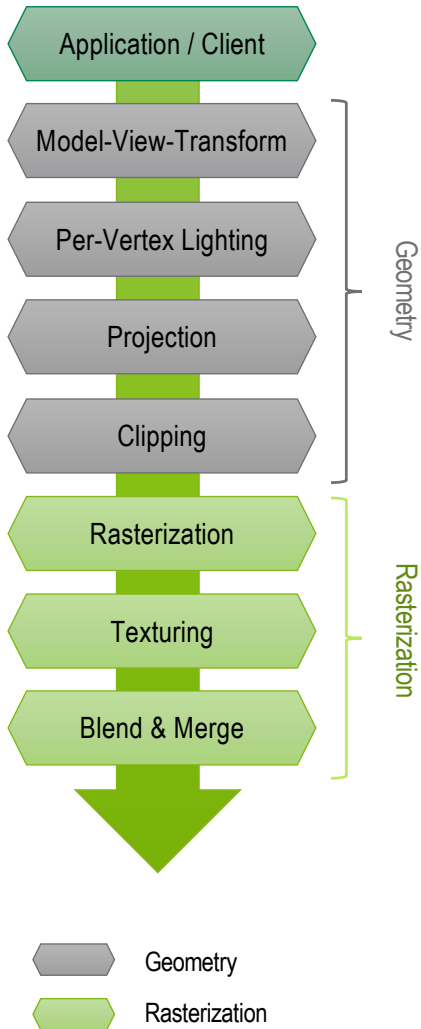 Application / Client
Model-View-Transform
Per-Vertex Lighting
Projection
Clipping
Geometry
Rasterization
Texturing
Blend & Merge
Rasterization
Geometry
Rasterization